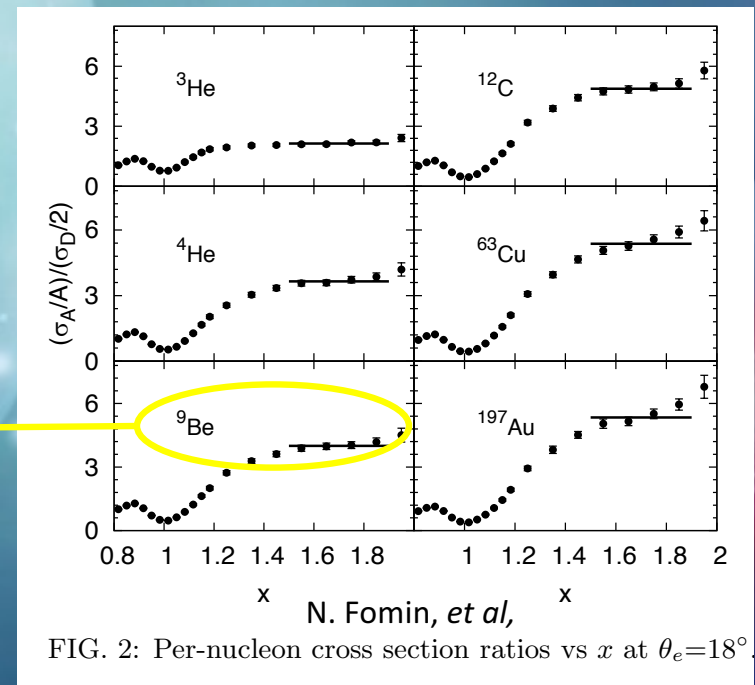 6
3
0
³He
¹²C
6
3
0
⁴He
⁶³Cu
6
3
0
⁹Be
¹⁹⁷Au
(σ_A/A)/(σ_D/2)
0.8 1 1.2 1.4 1.6 1.8
1 1.2 1.4 1.6 1.8 2
x x
N. Fomin, et al,
FIG. 2: Per-nucleon cross section ratios vs x at θₑ=18°.